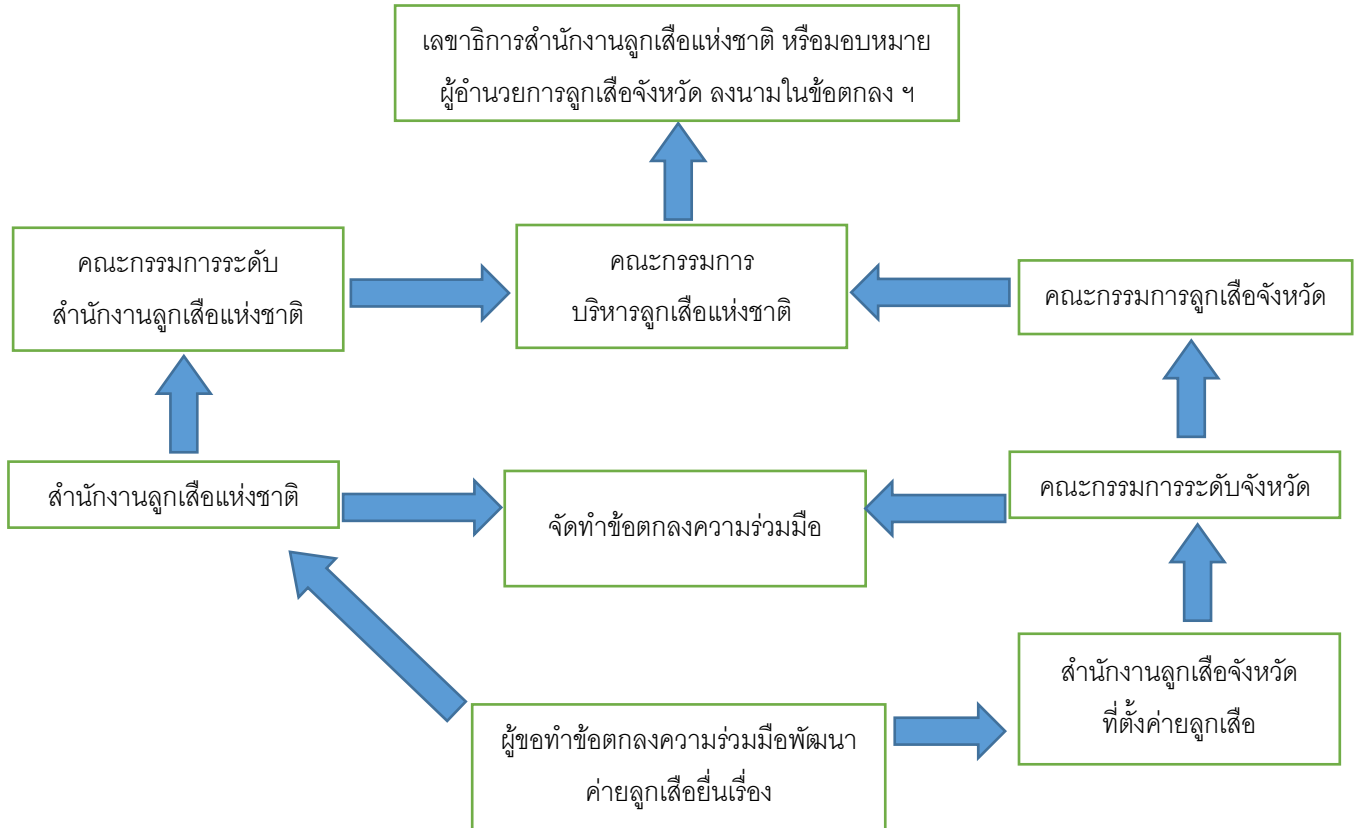 เลขาธิการสำนักงานลูกเสือแห่งชาติ หรือมอบหมาย
ผู้อำนวยการลูกเสือจังหวัด ลงนามในข้อตกลง ฯ
คณะกรรมการระดับ
สำนักงานลูกเสือแห่งชาติ
คณะกรรมการ
บริหารลูกเสือแห่งชาติ
คณะกรรมการลูกเสือจังหวัด
สำนักงานลูกเสือแห่งชาติ
จัดทำข้อตกลงความร่วมมือ
คณะกรรมการระดับจังหวัด
สำนักงานลูกเสือจังหวัด
ที่ตั้งค่ายลูกเสือ
ผู้ขอทำข้อตกลงความร่วมมือพัฒนา
ค่ายลูกเสือยื่นเรื่อง